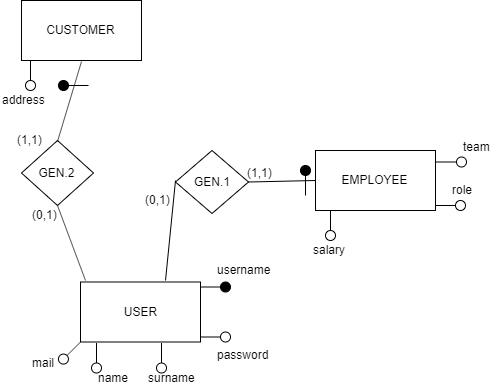 CUSTOMER
address
(1,1)
GEN.2
(0,1)
GEN.1
(1,1)
(0,1)
EMPLOYEE
team
role
salary
USER
username
password
mail
name
surname